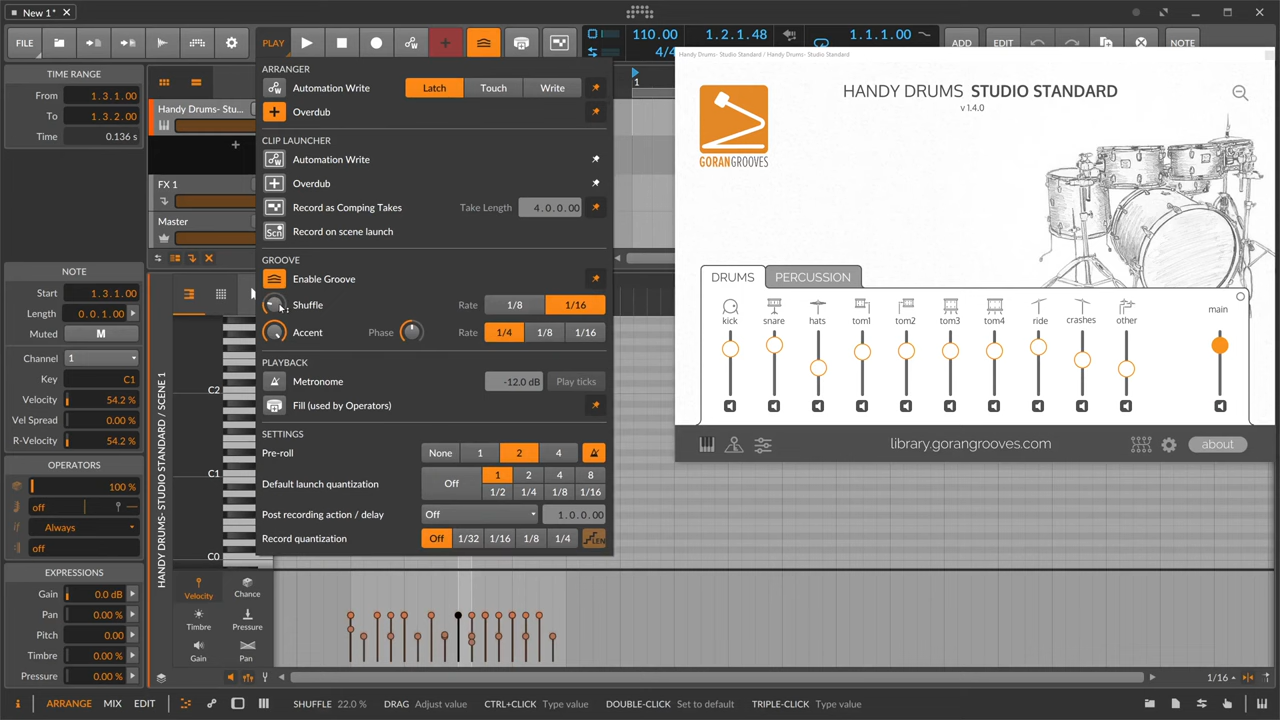 New 1*
FILE
PLAY
110.00
4/4
1.2.1.48
1.1.1.00
ADD
EDIT
NOTE
TIME RANGE
From 1.3.1.00
To 1.3.2.00
Time 0.136 s
Handy Drums- Stu...
FX 1
Master
ARRANGER
Automation Write Latch Touch Write
Overdub
CLIP LAUNCHER
Automation Write
Overdub
Record as Comping Takes Take Length 4.0.0.00
Scn Record on scene launch
GROOVE
Enable Groove
Shuffle Rate 1/8 1/16
Accent Phase Rate 1/4 1/8 1/16
PLAYBACK
Metronome -12.0 dB Play ticks
Fill (used by Operators)
SETTINGS
Pre-roll None 1 2 4
Default launch quantization Off 1 2 4 8
1/2 1/4 1/8 1/16
Post recording action / delay Off 1.0.0.00
Record quantization Off 1/32 1/16 1/8 1/4
1
Handy Drums- Studio Standard / Handy Drums- Studio Standard
HANDY DRUMS STUDIO STANDARD
v 1.4.0
GORANGROOVES
DRUMS PERCUSSION
kick snare hats tom1 tom2 tom3 tom4 ride crashes other main
library.gorangrooves.com
about
NOTE
Start 1.3.1.00
Length 0.0.1.00
Muted M
Channel 1
Key C1
Velocity 54.2 %
Vel Spread 0.00 %
R-Velocity 54.2 %
OPERATORS
100 %
off
Always
off
EXPRESSIONS
Gain 0.0 dB
Pan 0.00 %
Pitch 0.00
Timbre 0.00 %
Pressure 0.00 %
HANDY DRUMS- STUDIO STANDARD / SCENE 1
C2
C1
C0
Velocity Chance
Timbre Pressure
Gain Pan
1/16
ARRANGE MIX EDIT
SHUFFLE 22.0 % DRAG Adjust value CTRL+CLICK Type value DOUBLE-CLICK Set to default TRIPLE-CLICK Type value